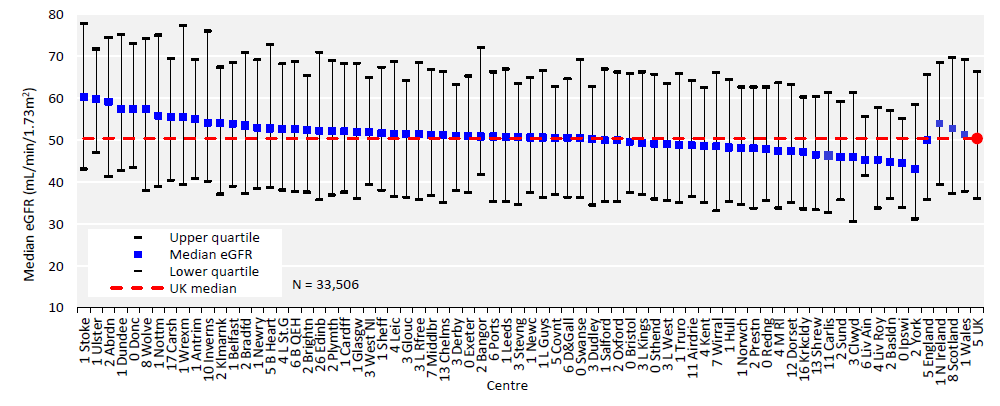 Median eGFR (mL/min/1.73m²)
80
70
60
50
40
30
20
10
Upper quartile
Median eGFR
Lower quartile
UK median
N = 33,506
1 Stoke
1 Ulster
2 Abrdn
1 Dundee
0 Donc
8 Wolve
1 Nottm
17 Carsh
1 Wrexm
1 Antrim
10 Inverns
2 Klmarnk
1 Belfast
2 Bradfd
1 Newry
5 B Heart
4 L St.G
6 B QEH
2 Brightn
26 Edinb
2 Plymth
1 Cardff
1 Glasgw
3 West NI
1 Sheff
4 Leic
3 Glouc
1 L Rfree
7 Middlbr
13 Chelms
3 Derby
0 Exeter
2 Bangor
6 Ports
1 Leeds
3 Stevng
1 Newc
1 L Guys
5 Covnt
6 D&Gall
0 Swanse
3 Dudley
1 Salford
2 Oxford
0 Bristol
3 L Kings
0 Sthend
3 L West
1 Truro
11 Airdrie
4 Kent
7 Wirral
1 Hull
1 Norwch
2 Prestn
0 Redng
4 M RI
12 Dorset
16 Krkcldy
13 Shrew
11 Carlis
2 Sund
3 Clwyd
6 Liv Ain
4 Liv Roy
2 Basldn
0 Ipswi
2 York
5 England
1 N Ireland
8 Scotland
1 Wales
5 UK
Centre